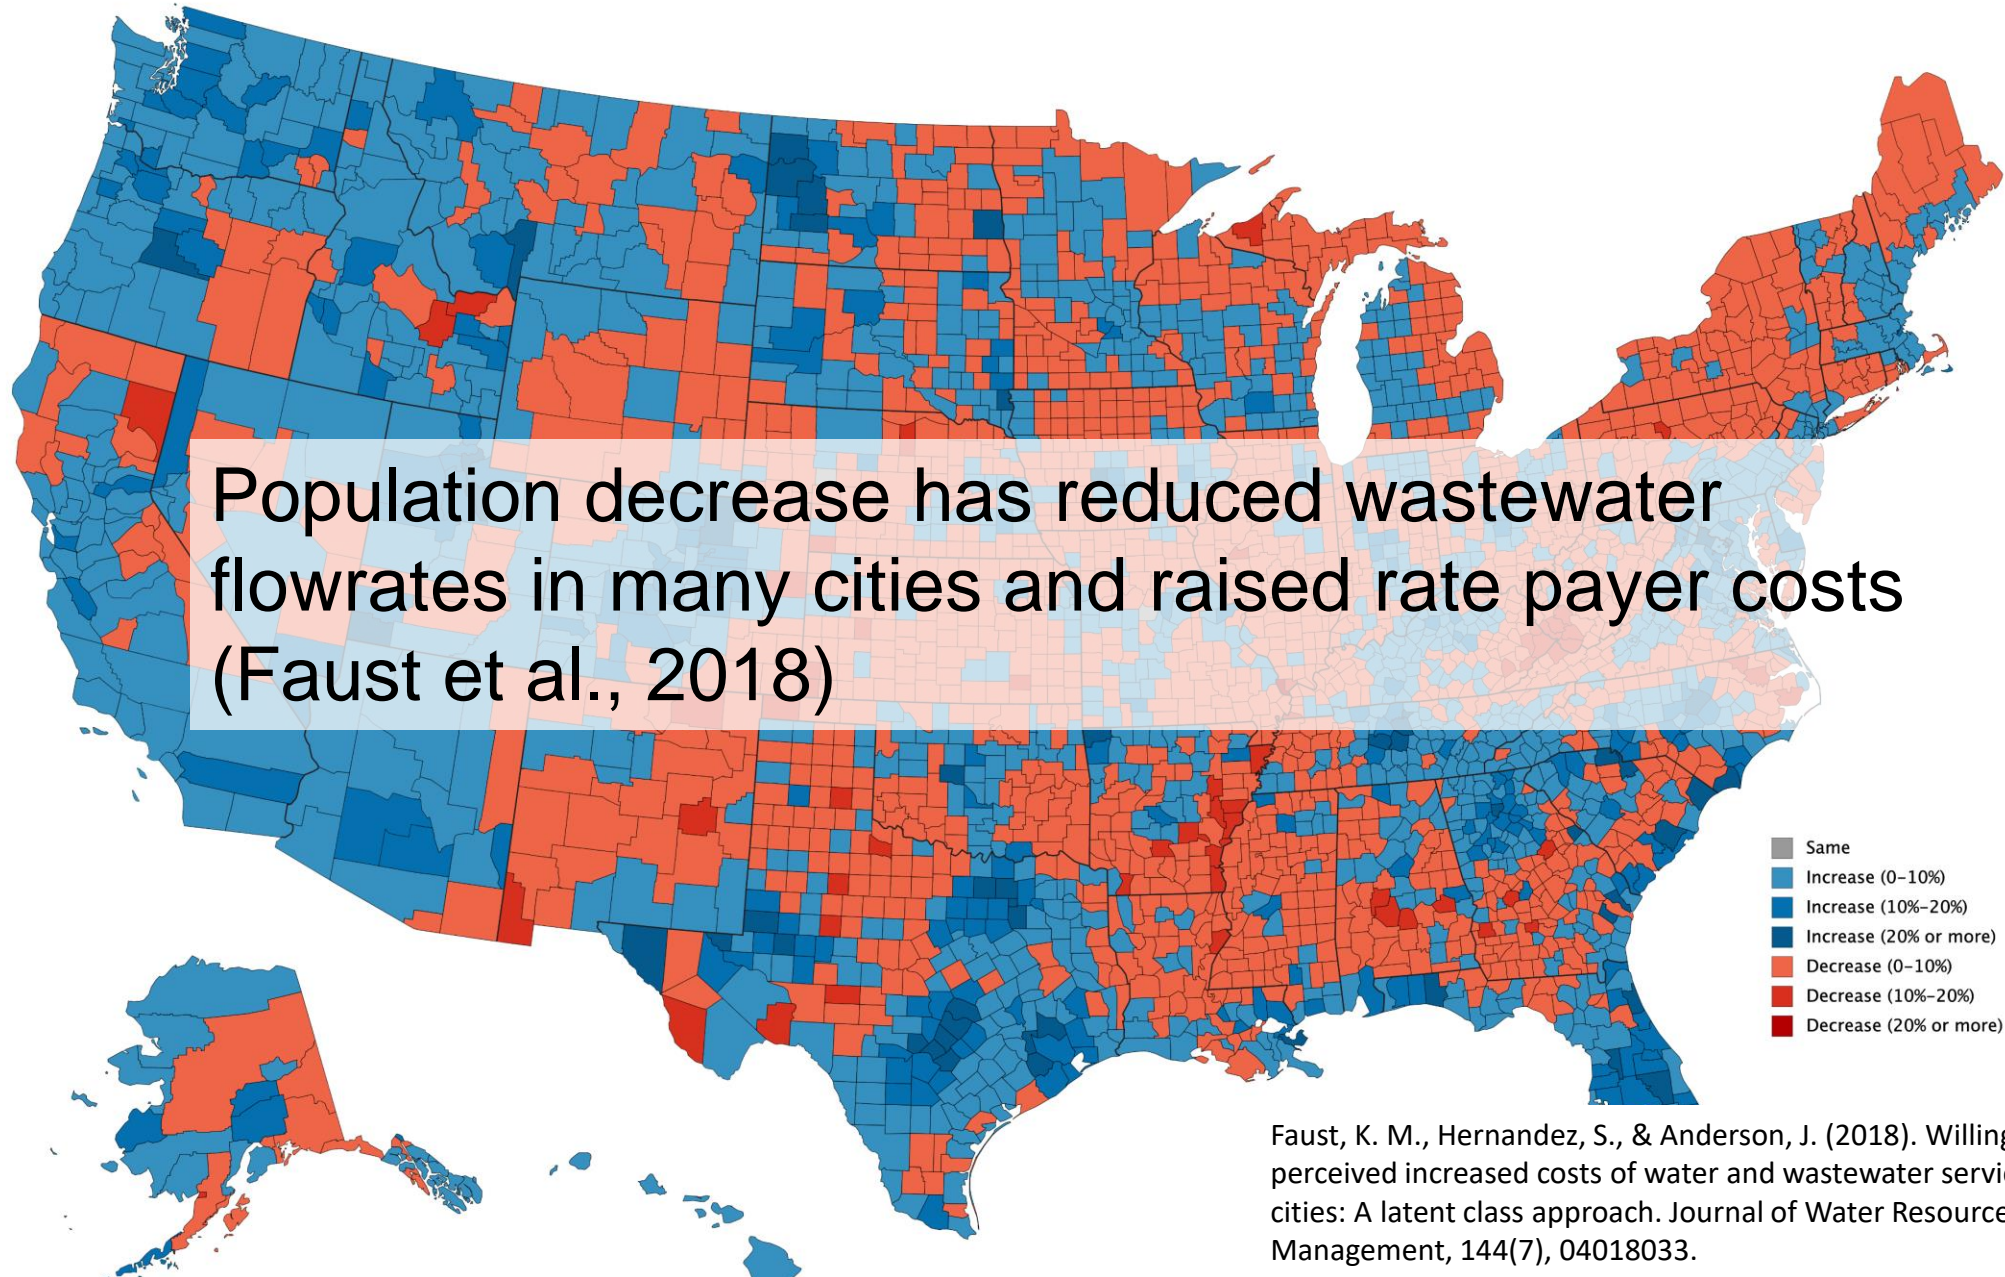 Population decrease has reduced wastewater
flowrates in many cities and raised rate payer costs
(Faust et al., 2018)
Same
Increase (0–10%)
Increase (10%–20%)
Increase (20% or more)
Decrease (0–10%)
Decrease (10%–20%)
Decrease (20% or more)
Faust, K. M., Hernandez, S., & Anderson, J. (2018). Willing
perceived increased costs of water and wastewater servi
cities: A latent class approach. Journal of Water Resource
Management, 144(7), 04018033.